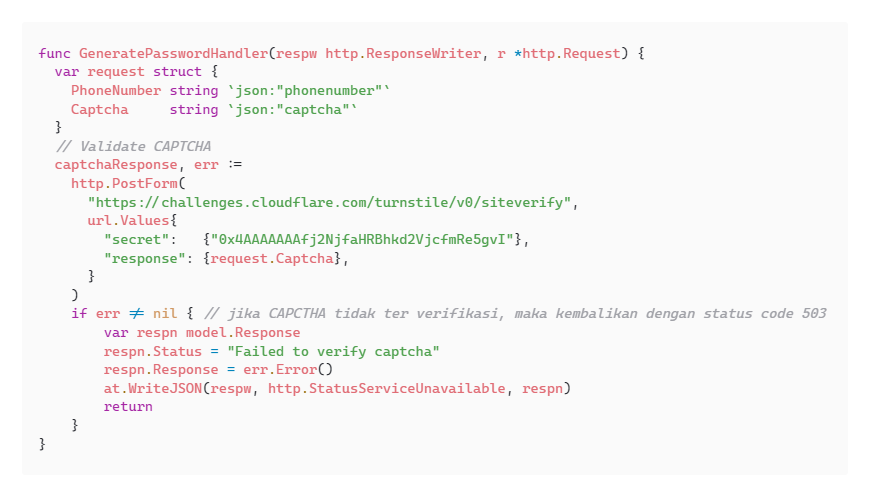 func GeneratePasswordHandler(respw http.ResponseWriter, r *http.Request) {
  var request struct {
    PhoneNumber string `json:"phonenumber"`
    Captcha     string `json:"captcha"`
  }
  // Validate CAPTCHA
  captchaResponse, err :=
    http.PostForm(
      "https://challenges.cloudflare.com/turnstile/v0/siteverify",
      url.Values{
        "secret":   {"0x4AAAAAAAfj2NjfaHRBhkd2VjcfmRe5gvI"},
        "response": {request.Captcha},
      }
    )
    if err != nil { // jika CAPCTHA tidak ter verifikasi, maka kembalikan dengan status code 503
        var respn model.Response
        respn.Status = "Failed to verify captcha"
        respn.Response = err.Error()
        at.WriteJSON(respw, http.StatusServiceUnavailable, respn)
        return
    }
}